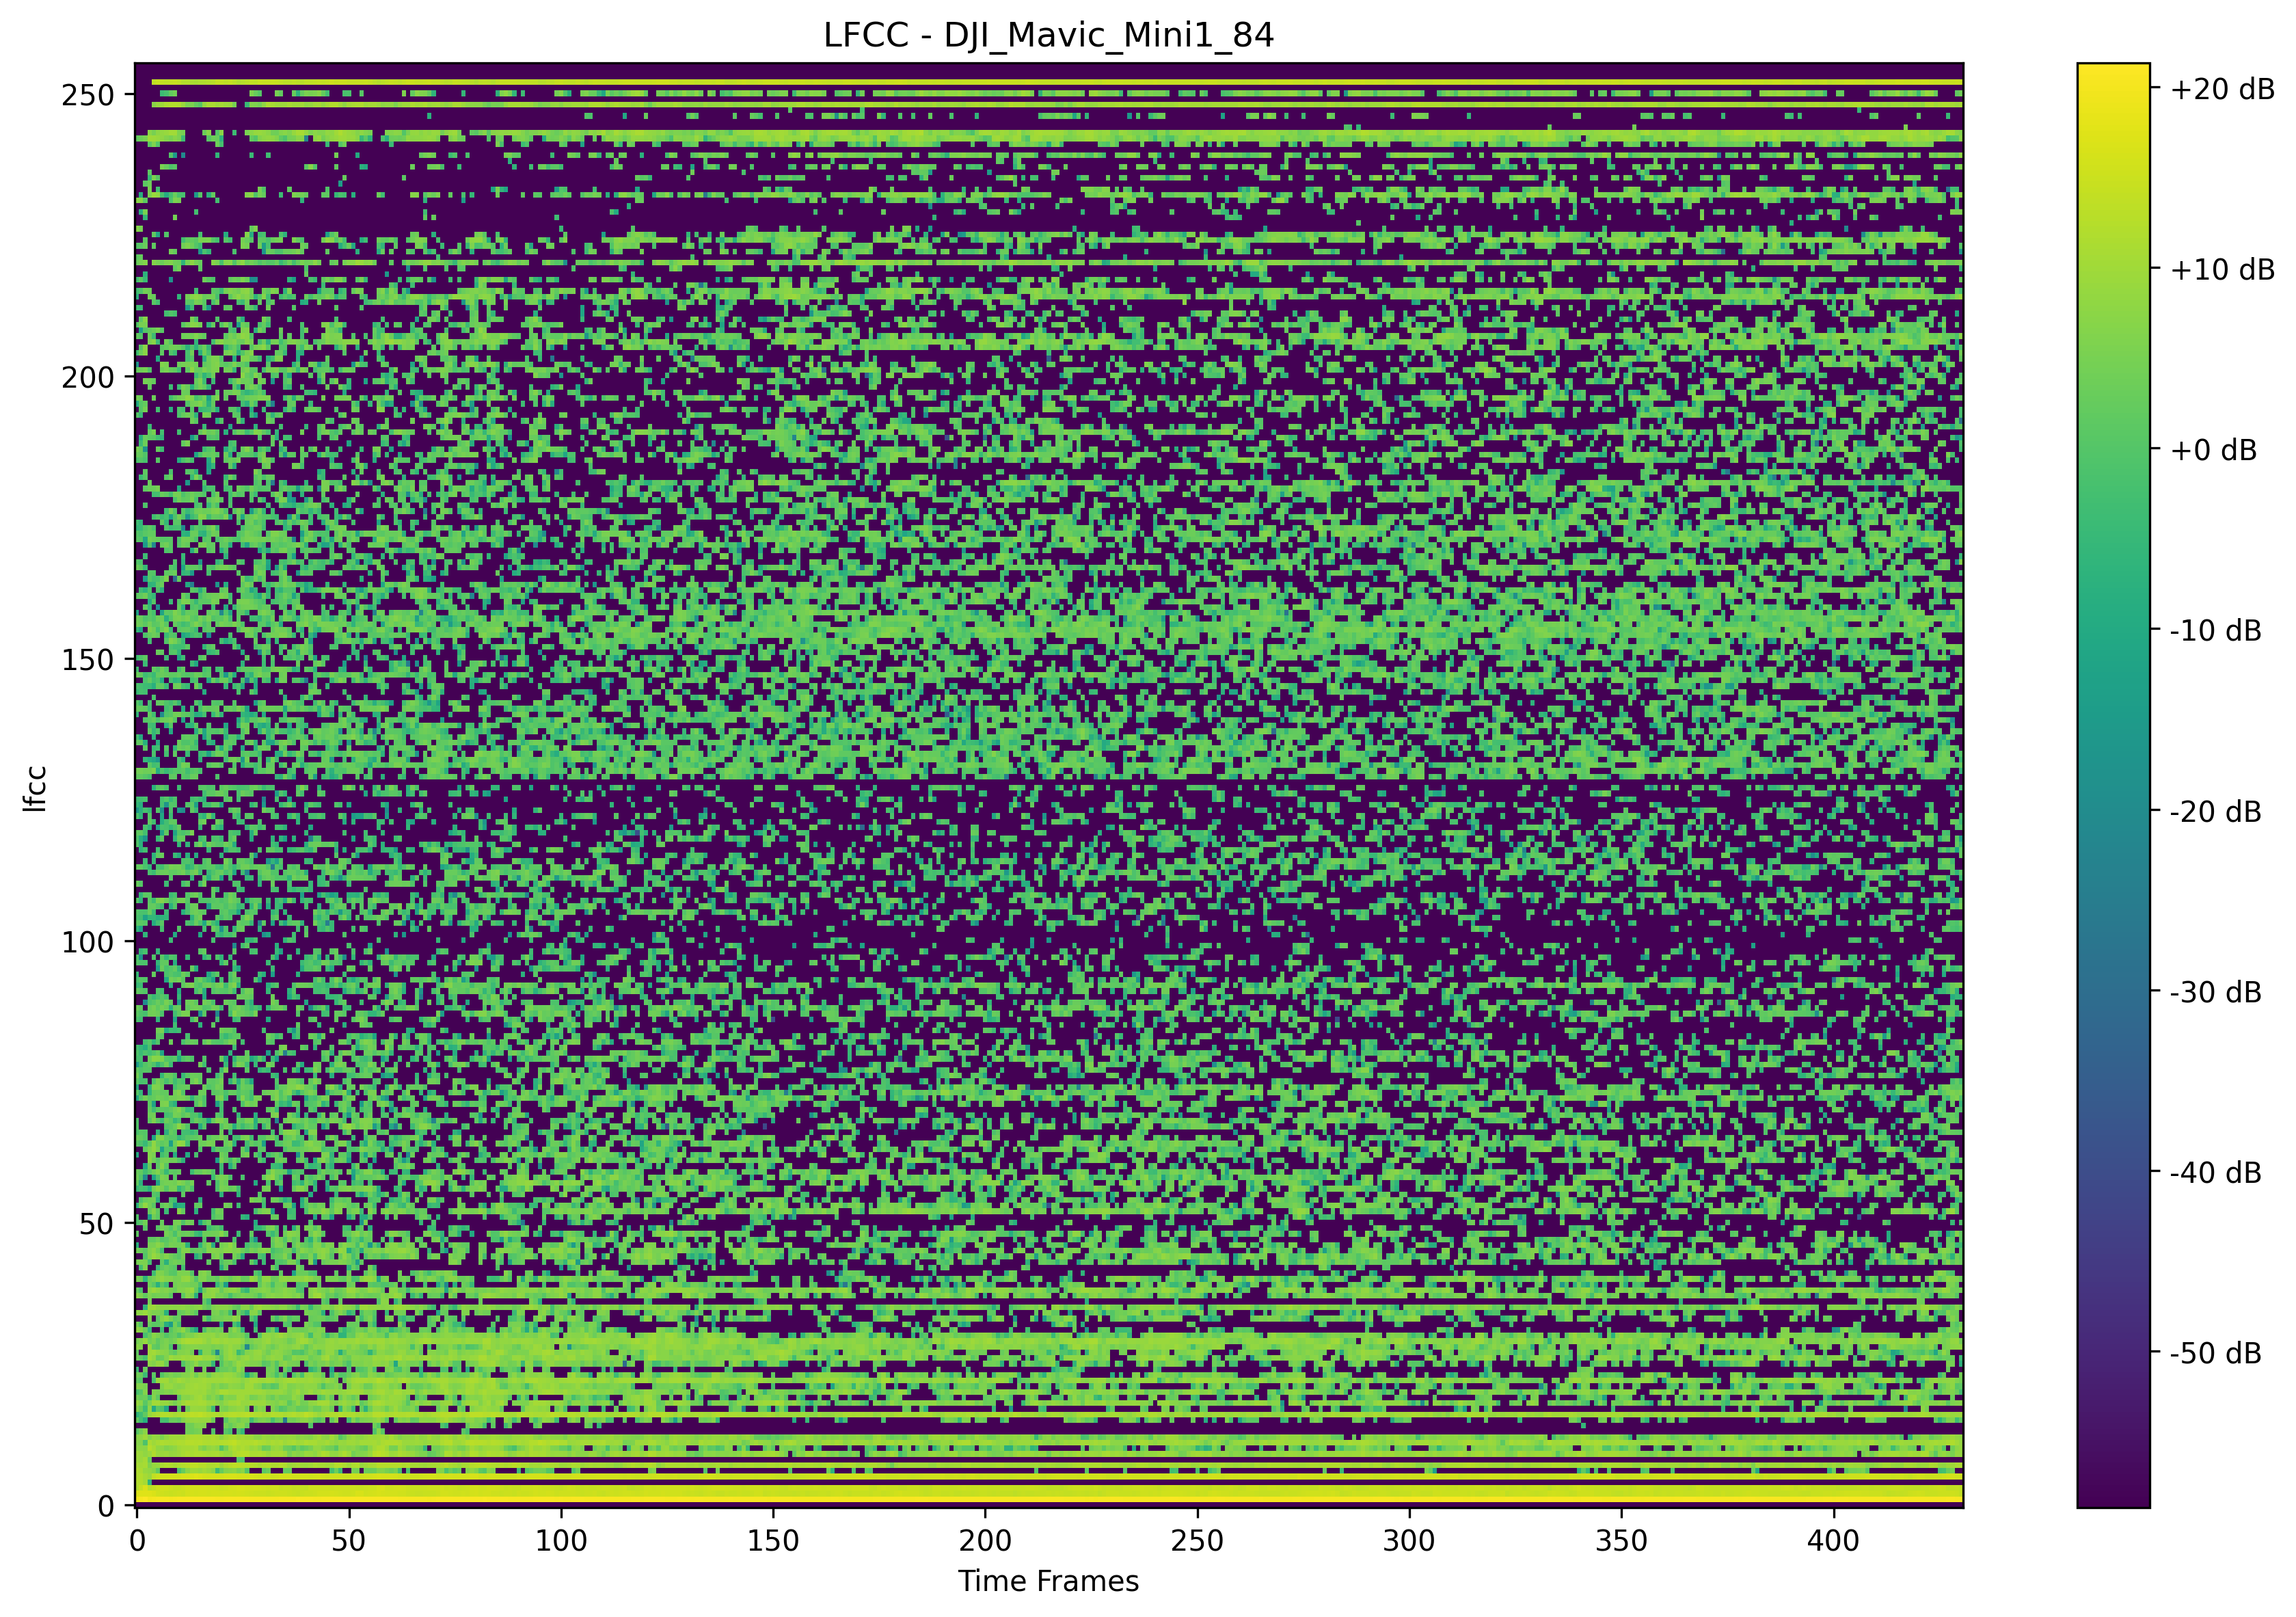 LFCC - DJI_Mavic_Mini1_84
250
200
150
100
50
0
lfcc
0 50 100 150 200 250 300 350 400
Time Frames
+20 dB
+10 dB
+0 dB
-10 dB
-20 dB
-30 dB
-40 dB
-50 dB